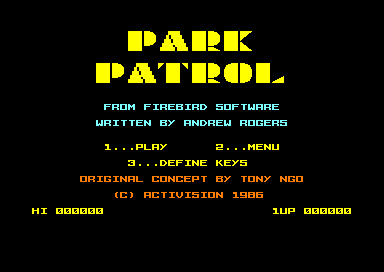 PARK
PATROL
FROM FIREBIRD SOFTWARE
WRITTEN BY ANDREW ROGERS
1...PLAY 2...MENU
3...DEFINE KEYS
ORIGINAL CONCEPT BY TONY NGO
(C) ACTIVISION 1986
HI 000000 1UP 000000